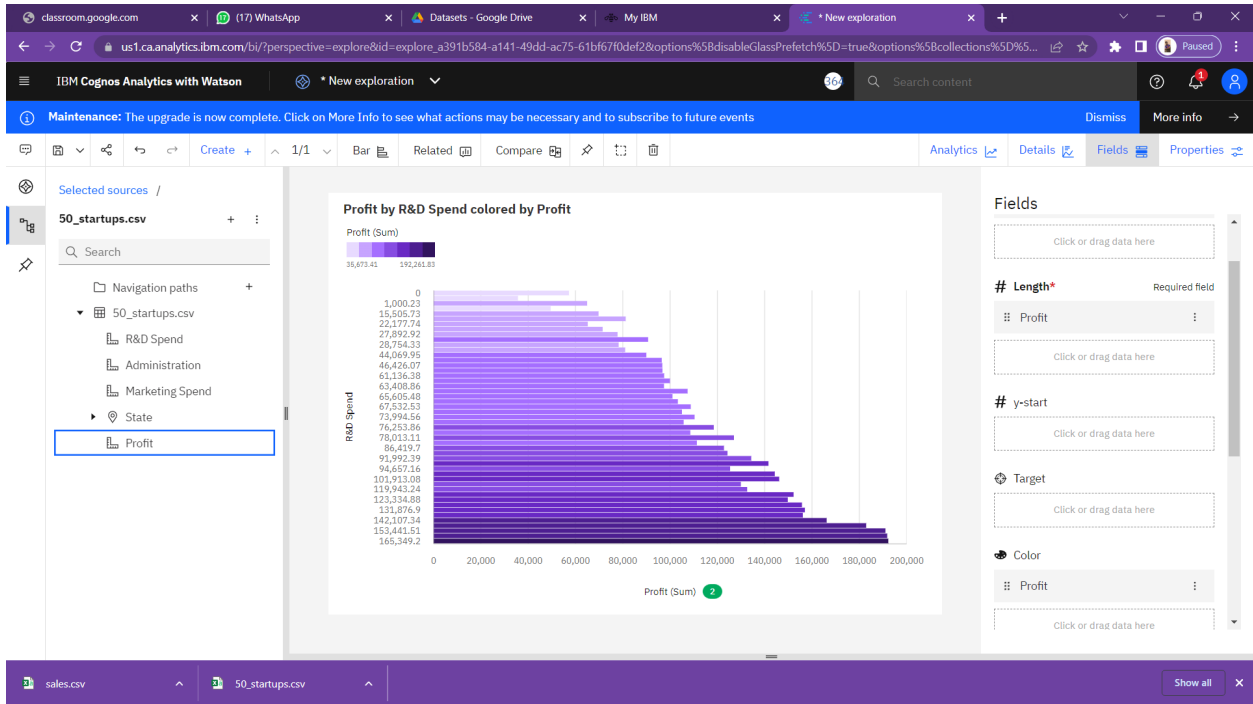 classroom.google.com
(17) WhatsApp
Datasets - Google Drive
My IBM
* New exploration
us1.ca.analytics.ibm.com/bi/?perspective=explore&id=explore_a391b584-a141-49dd-ac75-61bf67f0def2&options%5BdisableGlassPrefetch%5D=true&options%5Bcollections%5D%5...
Paused
IBM Cognos Analytics with Watson
* New exploration
364
Search content
1
Maintenance: The upgrade is now complete. Click on More Info to see what actions may be necessary and to subscribe to future events
Dismiss
More info
Create +
1/1
Bar
Related
Compare
Analytics
Details
Fields
Properties
Selected sources /
50_startups.csv
Search
Navigation paths
50_startups.csv
R&D Spend
Administration
Marketing Spend
State
Profit
Profit by R&D Spend colored by Profit
Profit (Sum)
35,673.41 192,261.83
R&D Spend
0
1,000.23
15,505.73
22,177.74
27,892.92
28,754.33
44,069.95
46,426.07
61,136.38
63,408.86
65,605.48
67,532.53
73,994.56
76,253.86
78,013.11
86,419.7
91,992.39
94,657.16
101,913.08
119,943.24
123,334.88
131,876.9
142,107.34
153,441.51
165,349.2
0 20,000 40,000 60,000 80,000 100,000 120,000 140,000 160,000 180,000 200,000
Profit (Sum) 2
Fields
Click or drag data here
# Length* Required field
Profit
Click or drag data here
# y-start
Click or drag data here
Target
Click or drag data here
Color
Profit
Click or drag data here
sales.csv
50_startups.csv
Show all